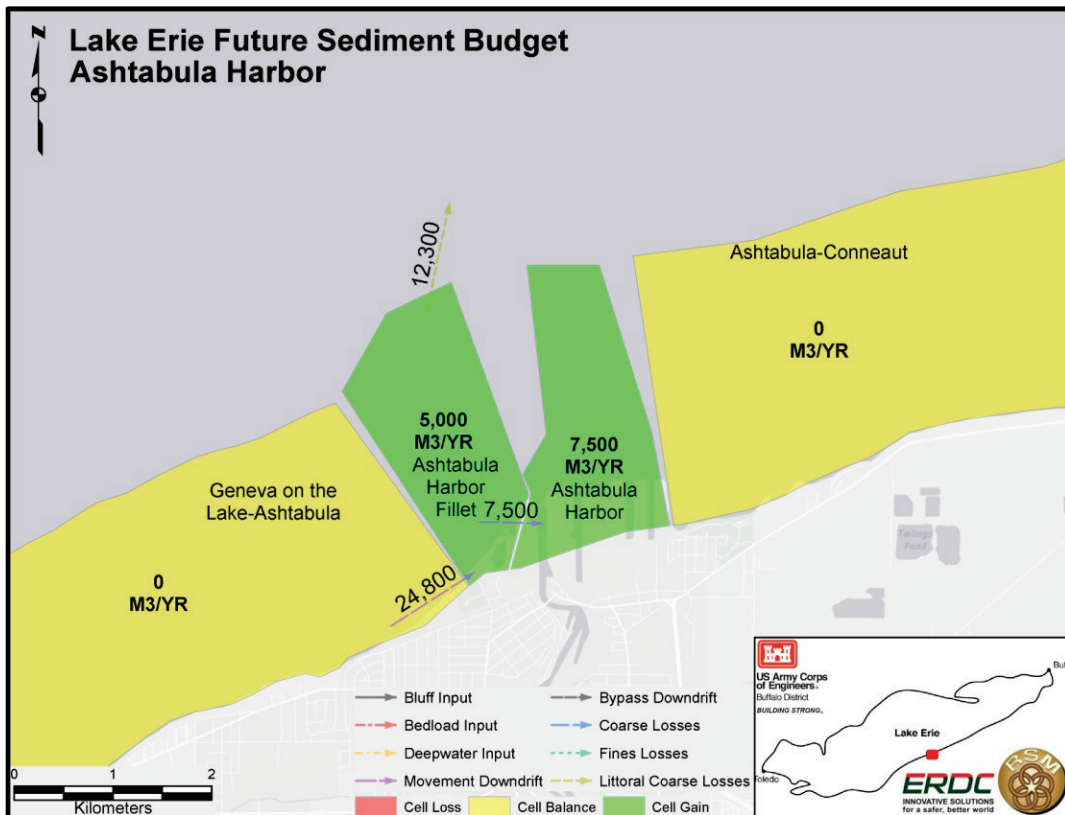 N
Lake Erie Future Sediment Budget
Ashtabula Harbor
12,300
Ashtabula-Conneaut
0
M3/YR
5,000
M3/YR
Ashtabula
Harbor
Fillet
7,500
7,500
M3/YR
Ashtabula
Harbor
Geneva on the
Lake-Ashtabula
0
M3/YR
24,800
Tailings
Pond
Bluff Input
Bypass Downdrift
Bedload Input
Coarse Losses
Deepwater Input
Fines Losses
Movement Downdrift
Littoral Coarse Losses
Cell Loss
Cell Balance
Cell Gain
0 1 2
Kilometers
US Army Corps
of Engineers®
Buffalo District
BUILDING STRONG®
Lake Erie
Toledo
ERDC
INNOVATIVE SOLUTIONS
for a safer, better world
RSM